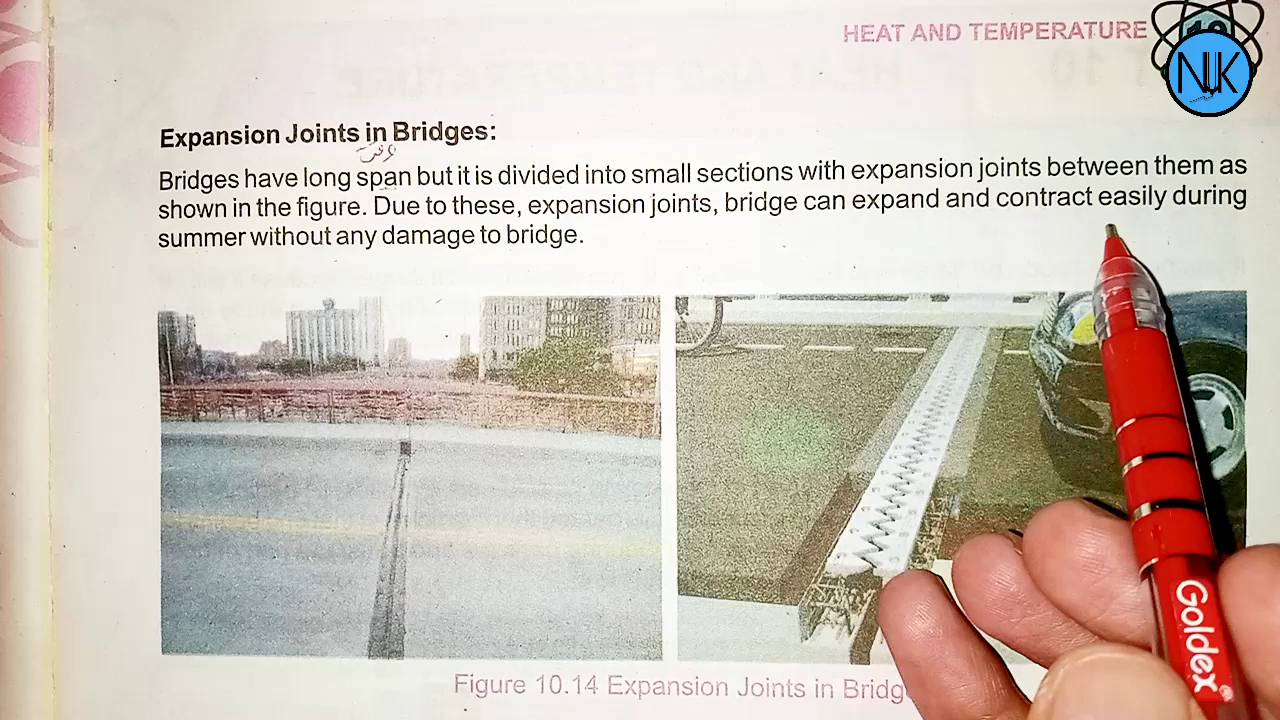 HEAT AND TEMPERATURE
NJK
Expansion Joints in Bridges:
Bridges have long span but it is divided into small sections with expansion joints between them as
shown in the figure. Due to these, expansion joints, bridge can expand and contract easily during
summer without any damage to bridge.
Figure 10.14 Expansion Joints in Bridg
Goldex